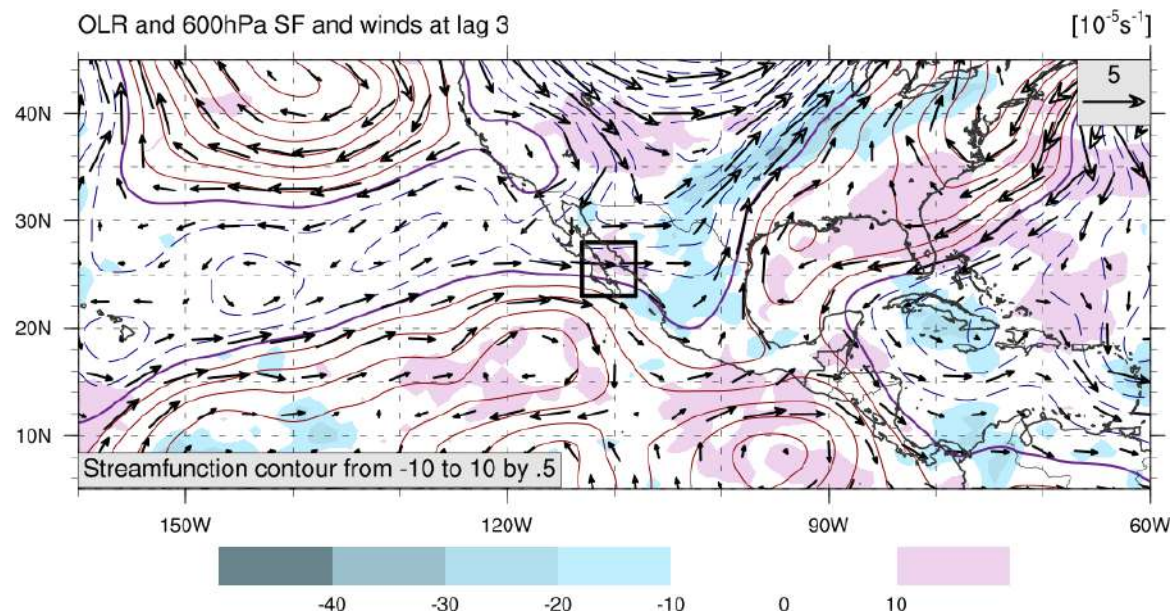 OLR and 600hPa SF and winds at lag 3 [10⁻⁵s⁻¹]
5
40N
30N
20N
10N
Streamfunction contour from -10 to 10 by .5
150W 120W 90W 60W
-40 -30 -20 -10 0 10